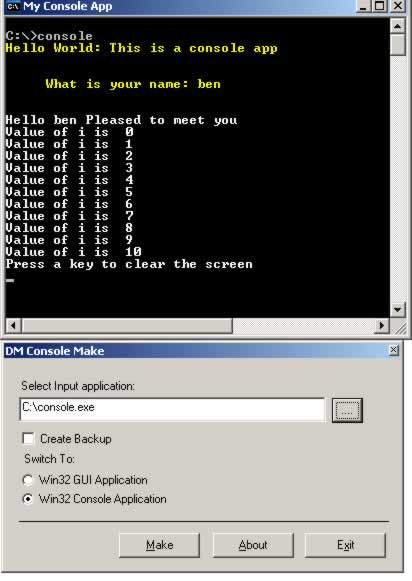 My Console App
C:\>console
Hello World: This is a console app
What is your name: ben
Hello ben Pleased to meet you
Value of i is 0
Value of i is 1
Value of i is 2
Value of i is 3
Value of i is 4
Value of i is 5
Value of i is 6
Value of i is 7
Value of i is 8
Value of i is 9
Value of i is 10
Press a key to clear the screen
DM Console Make
Select Input application:
C:\console.exe
...
Create Backup
Switch To:
Win32 GUI Application
Win32 Console Application
Make About Exit